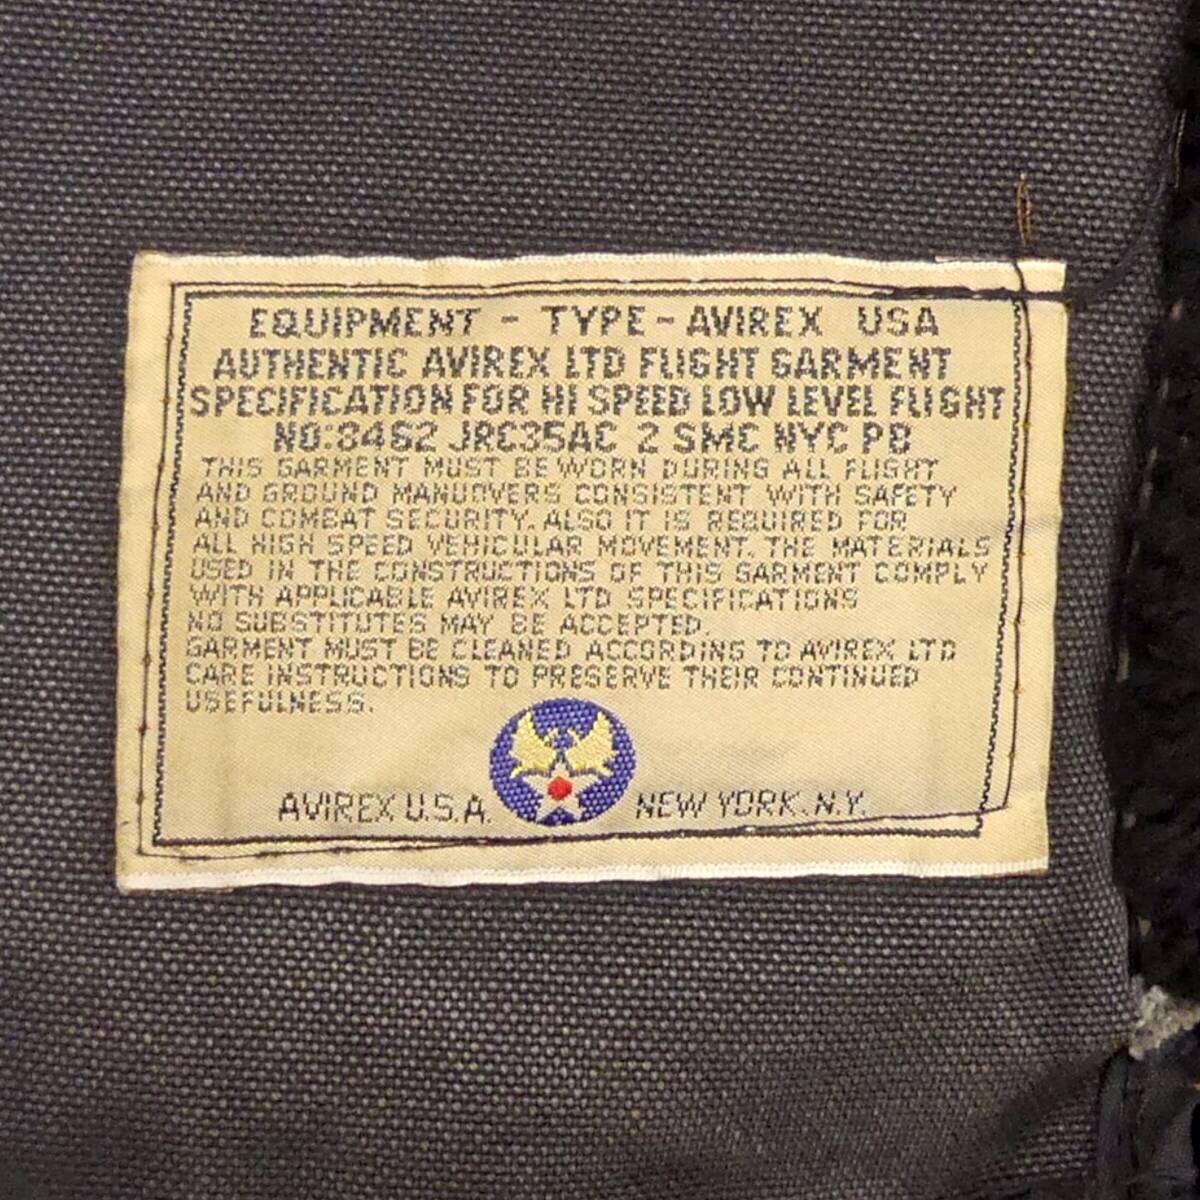 EQUIPMENT - TYPE - AVIREX USA
AUTHENTIC AVIREX LTD FLIGHT GARMENT
SPECIFICATION FOR HI SPEED LOW LEVEL FLIGHT
NO:8462 JRC35AC 2 SMC NYC PB
THIS GARMENT MUST BE WORN DURING ALL FLIGHT
AND GROUND MANUOVERS CONSISTENT WITH SAFETY
AND COMBAT SECURITY. ALSO IT IS REQUIRED FOR
ALL HIGH SPEED VEHICULAR MOVEMENT. THE MATERIALS
USED IN THE CONSTRUCTIONS OF THIS GARMENT COMPLY
WITH APPLICABLE AVIREX LTD SPECIFICATIONS
NO SUBSTITUTES MAY BE ACCEPTED.
GARMENT MUST BE CLEANED ACCORDING TO AVIREX LTD
CARE INSTRUCTIONS TO PRESERVE THEIR CONTINUED
USEFULNESS.
AVIREX U.S.A. NEW YORK. N.Y.